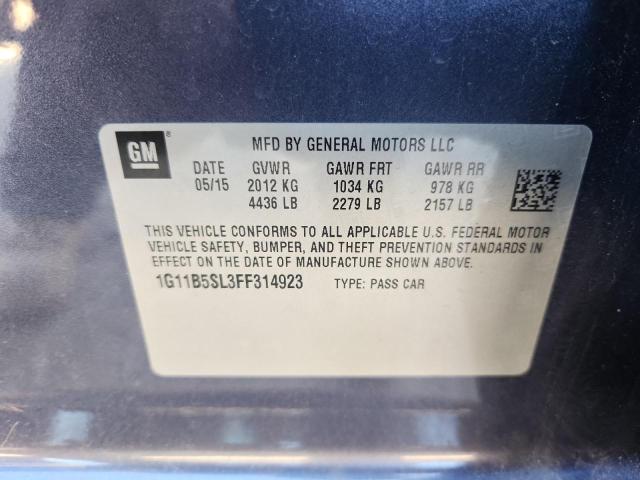 GM®
MFD BY GENERAL MOTORS LLC
DATE GVWR GAWR FRT GAWR RR
05/15 2012 KG 1034 KG 978 KG
4436 LB 2279 LB 2157 LB
THIS VEHICLE CONFORMS TO ALL APPLICABLE U.S. FEDERAL MOTOR
VEHICLE SAFETY, BUMPER, AND THEFT PREVENTION STANDARDS IN
EFFECT ON THE DATE OF MANUFACTURE SHOWN ABOVE.
1G11B5SL3FF314923 TYPE: PASS CAR